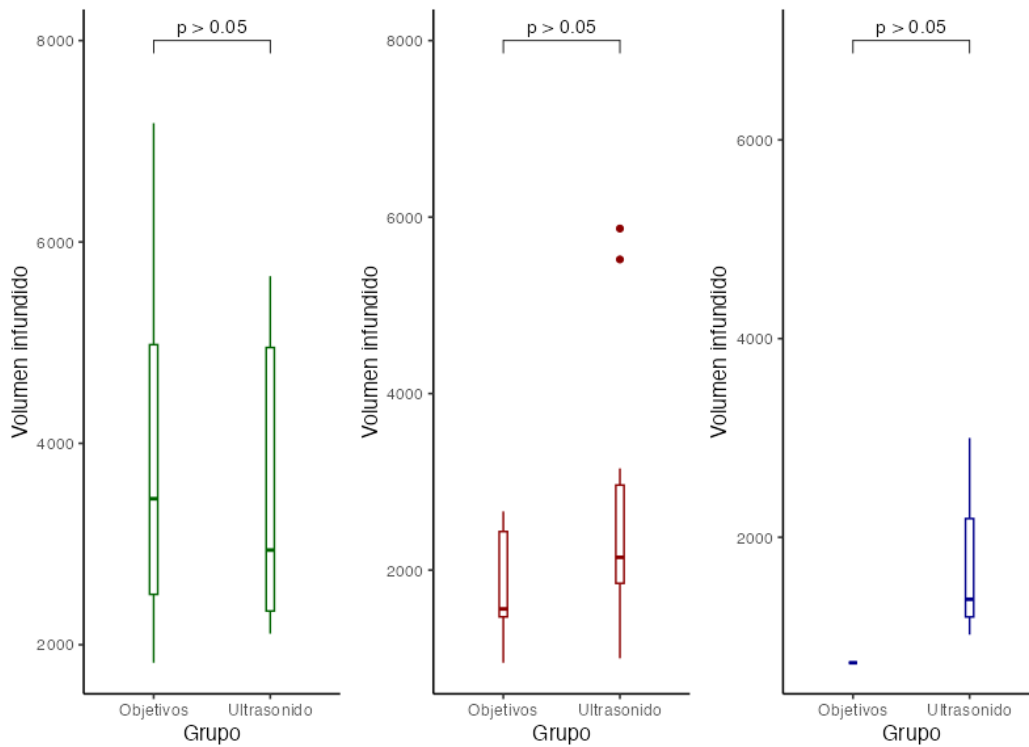 p > 0.05
8000
6000
4000
2000
Volumen infundido
Objetivos
Ultrasonido
Grupo
p > 0.05
8000
6000
4000
2000
Volumen infundido
Objetivos
Ultrasonido
Grupo
p > 0.05
6000
4000
2000
Volumen infundido
Objetivos
Ultrasonido
Grupo